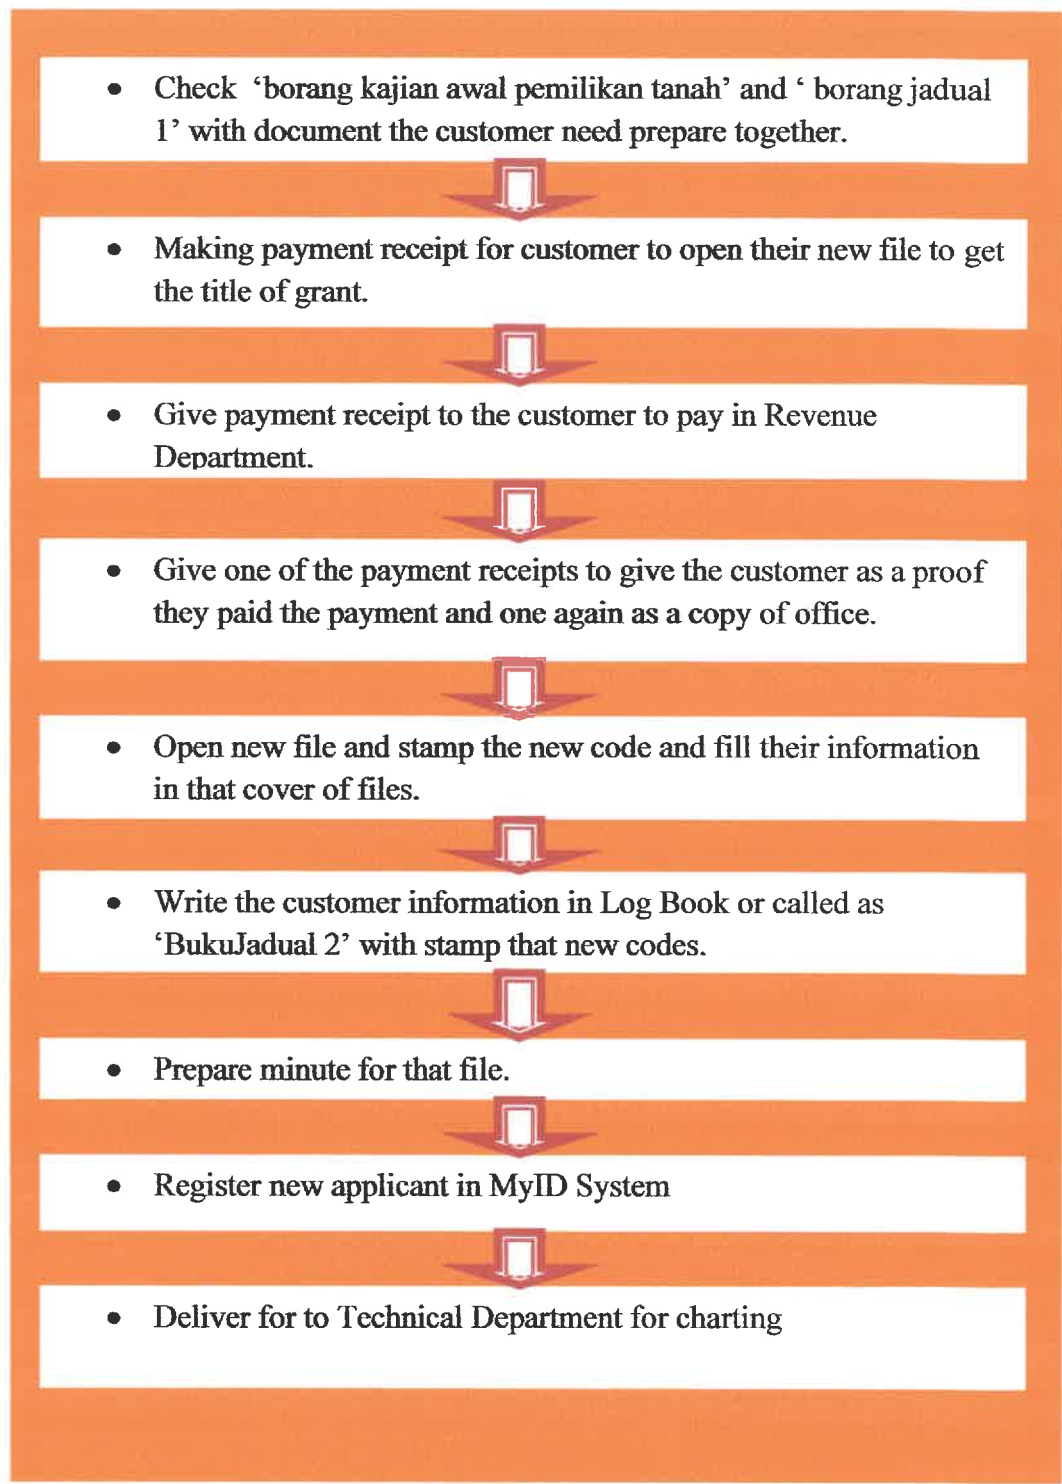 • Check ‘borang kajian awal pemilikan tanah’ and ‘ borang jadual
1’ with document the customer need prepare together.
• Making payment receipt for customer to open their new file to get
the title of grant.
• Give payment receipt to the customer to pay in Revenue
Department.
• Give one of the payment receipts to give the customer as a proof
they paid the payment and one again as a copy of office.
• Open new file and stamp the new code and fill their information
in that cover of files.
• Write the customer information in Log Book or called as
‘BukuJadual 2’ with stamp that new codes.
• Prepare minute for that file.
• Register new applicant in MyID System
• Deliver for to Technical Department for charting